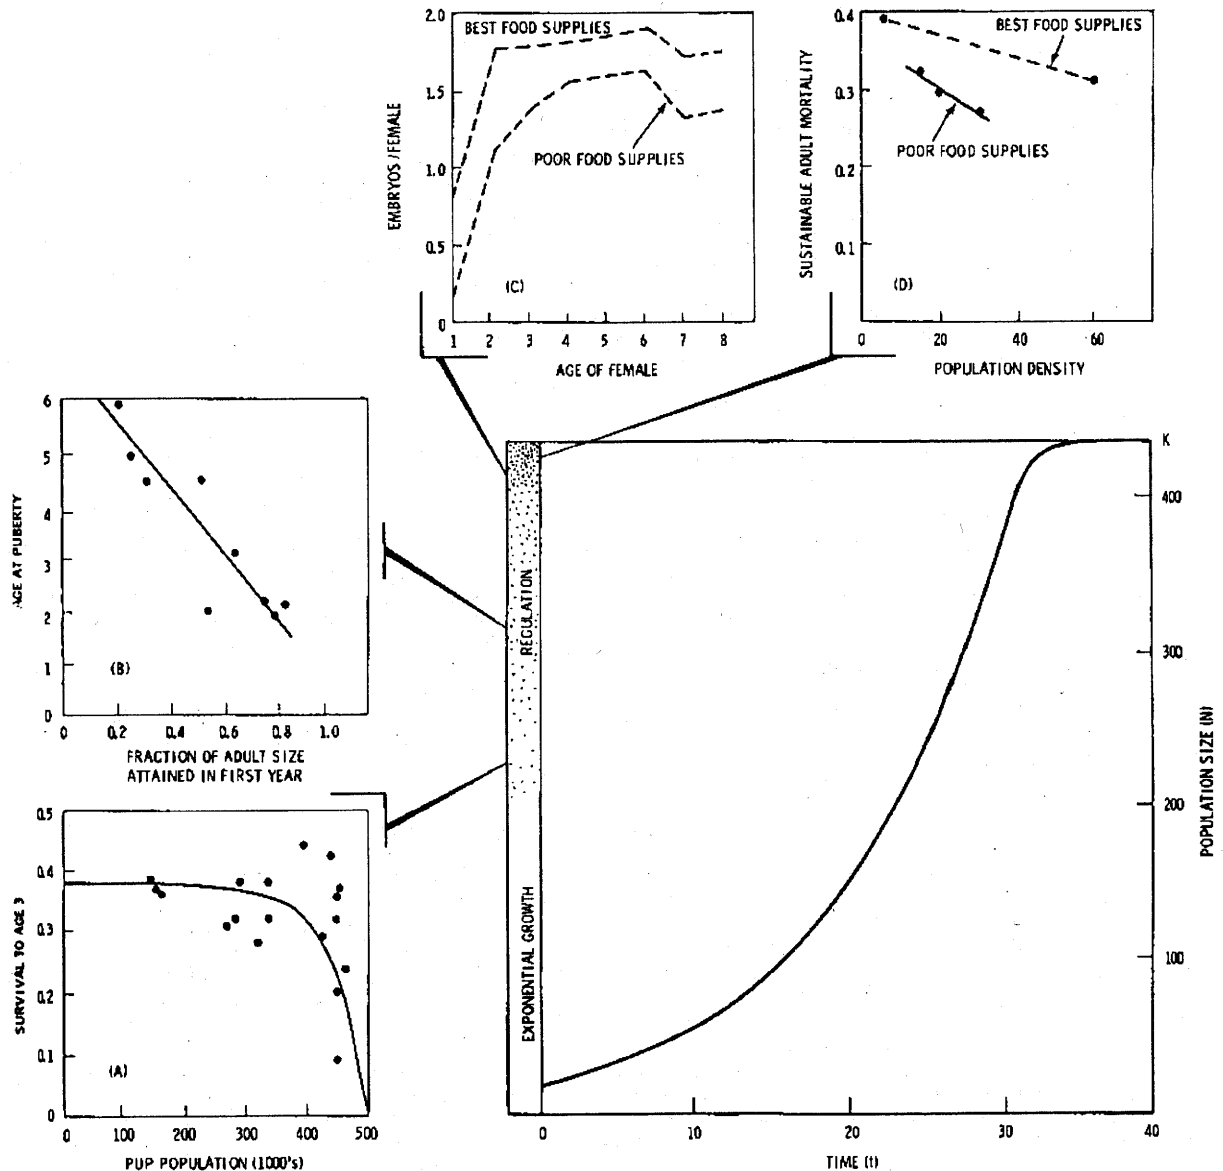 2.0
BEST FOOD SUPPLIES
1.5
1.0
0.5
0
POOR FOOD SUPPLIES
(C)
EMBRYOS / FEMALE
1 2 3 4 5 6 7 8
AGE OF FEMALE
0.4
0.3
0.2
0.1
BEST FOOD SUPPLIES
POOR FOOD SUPPLIES
(D)
SUSTAINABLE ADULT MORTALITY
0 20 40 60
POPULATION DENSITY
6
5
4
3
2
1
0
AGE AT PUBERTY
(B)
0 0.2 0.4 0.6 0.8 1.0
FRACTION OF ADULT SIZE
ATTAINED IN FIRST YEAR
0.5
0.4
0.3
0.2
0.1
0
SURVIVAL TO AGE 3
(A)
0 100 200 300 400 500
PUP POPULATION (1000's)
REGULATION
EXPONENTIAL GROWTH
K
400
300
200
100
POPULATION SIZE (N)
0 10 20 30 40
TIME (t)